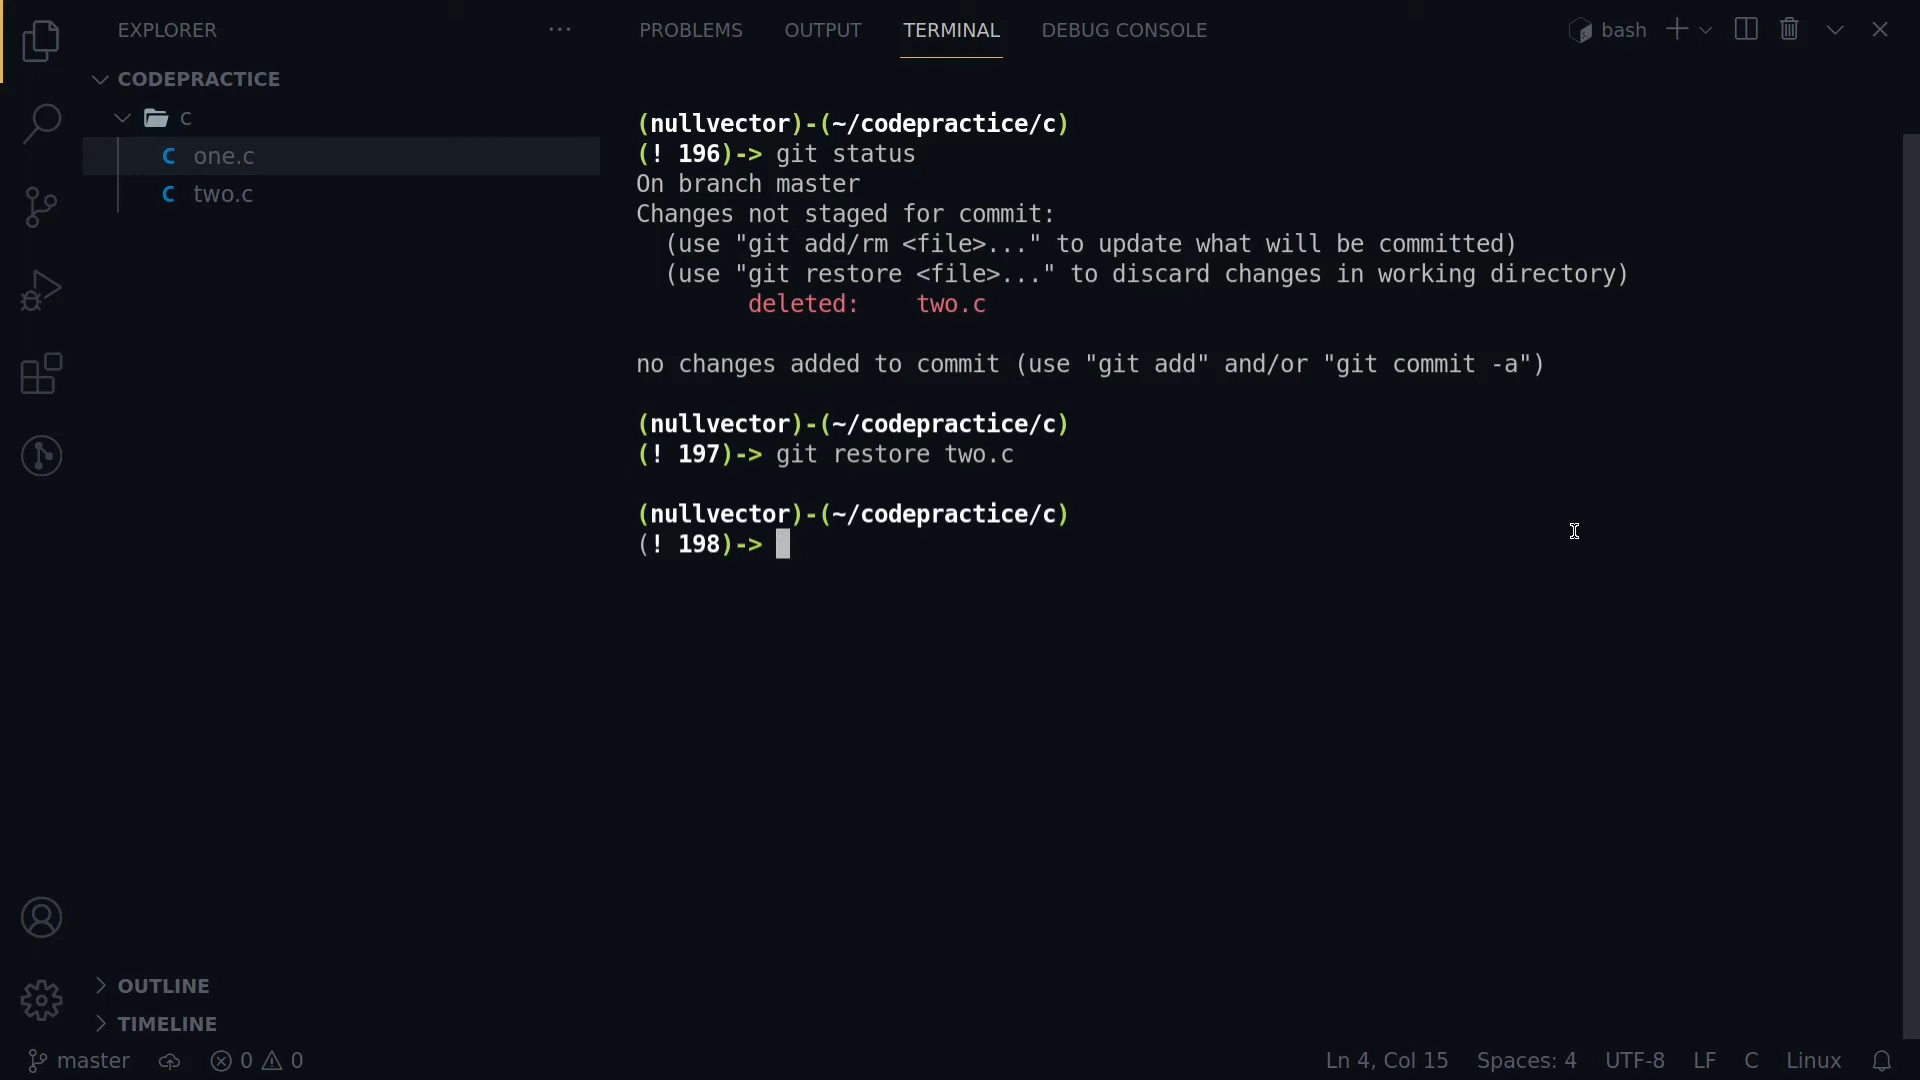 EXPLORER
PROBLEMS OUTPUT TERMINAL DEBUG CONSOLE
bash
CODEPRACTICE
c
C one.c
C two.c
(nullvector)-(~/codepractice/c)
(! 196)-> git status
On branch master
Changes not staged for commit:
  (use "git add/rm <file>..." to update what will be committed)
  (use "git restore <file>..." to discard changes in working directory)
        deleted:    two.c
no changes added to commit (use "git add" and/or "git commit -a")
(nullvector)-(~/codepractice/c)
(! 197)-> git restore two.c
(nullvector)-(~/codepractice/c)
(! 198)->
OUTLINE
TIMELINE
master 0 0 Ln 4, Col 15 Spaces: 4 UTF-8 LF C Linux